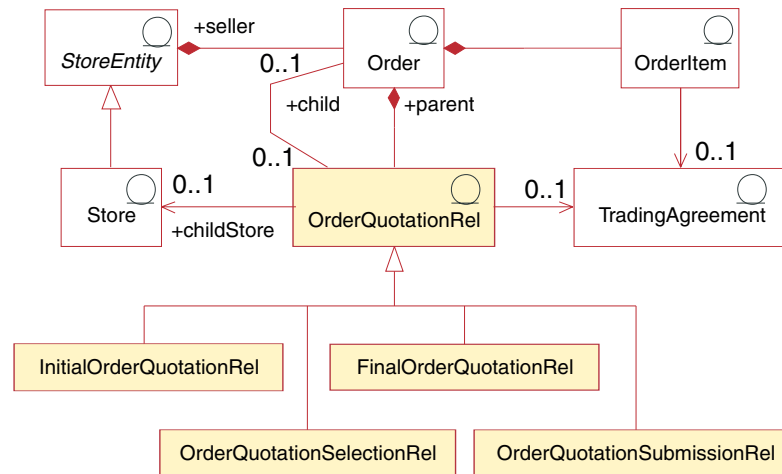 +seller
StoreEntity
Order
OrderItem
0..1
+child
+parent
0..1
0..1
0..1
0..1
Store
OrderQuotationRel
TradingAgreement
+childStore
InitialOrderQuotationRel
FinalOrderQuotationRel
OrderQuotationSelectionRel
OrderQuotationSubmissionRel